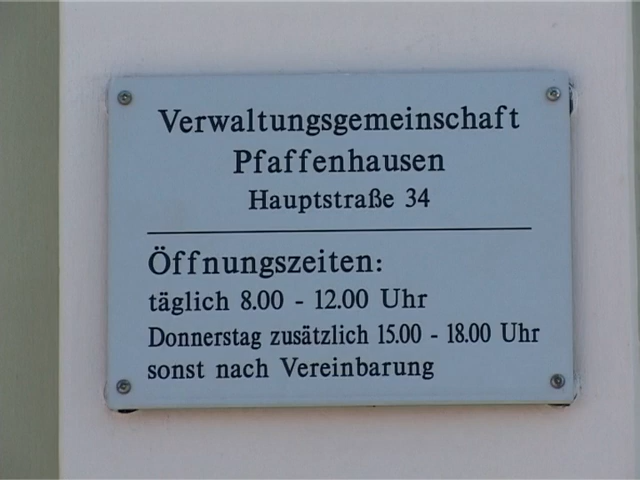 Verwaltungsgemeinschaft
Pfaffenhausen
Hauptstraße 34
Öffnungszeiten:
täglich 8.00 - 12.00 Uhr
Donnerstag zusätzlich 15.00 - 18.00 Uhr
sonst nach Vereinbarung